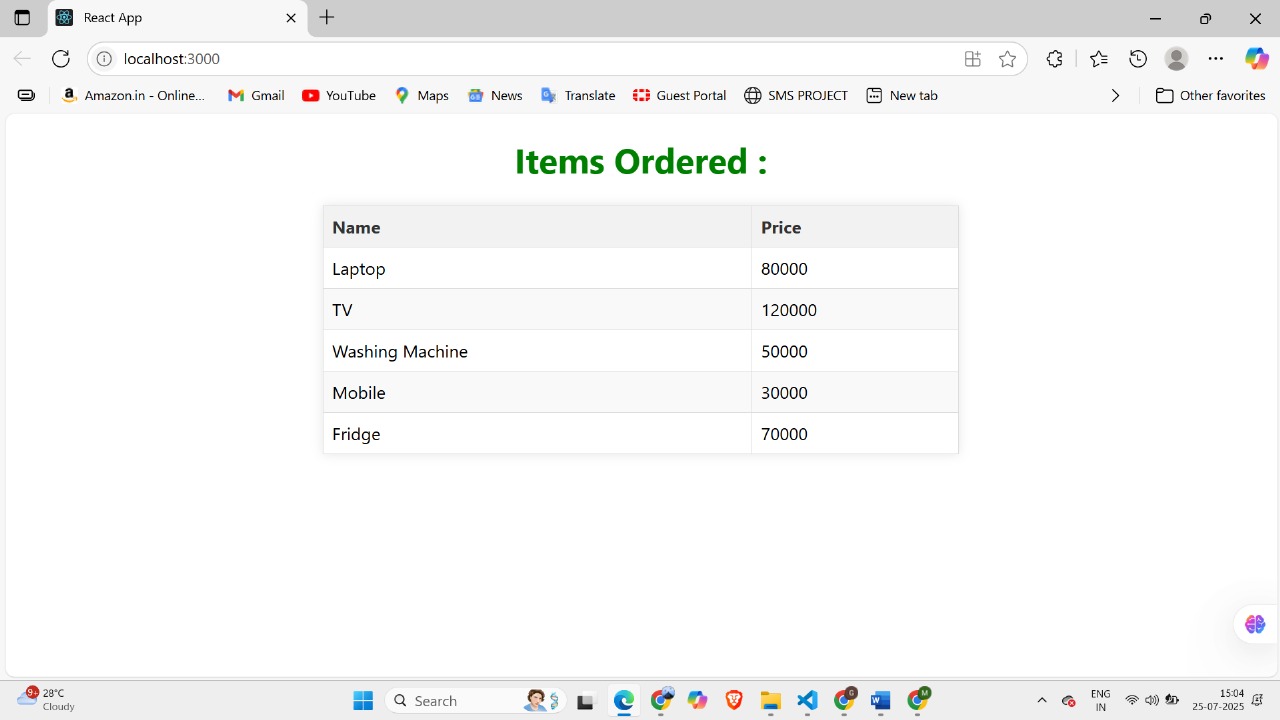 React App
localhost:3000
Amazon.in - Online... Gmail YouTube Maps News Translate Guest Portal SMS PROJECT New tab Other favorites
Items Ordered :
Name Price
Laptop 80000
TV 120000
Washing Machine 50000
Mobile 30000
Fridge 70000
9+ 28°C
Cloudy
Search
G
M
ENG
IN
15:04
25-07-2025